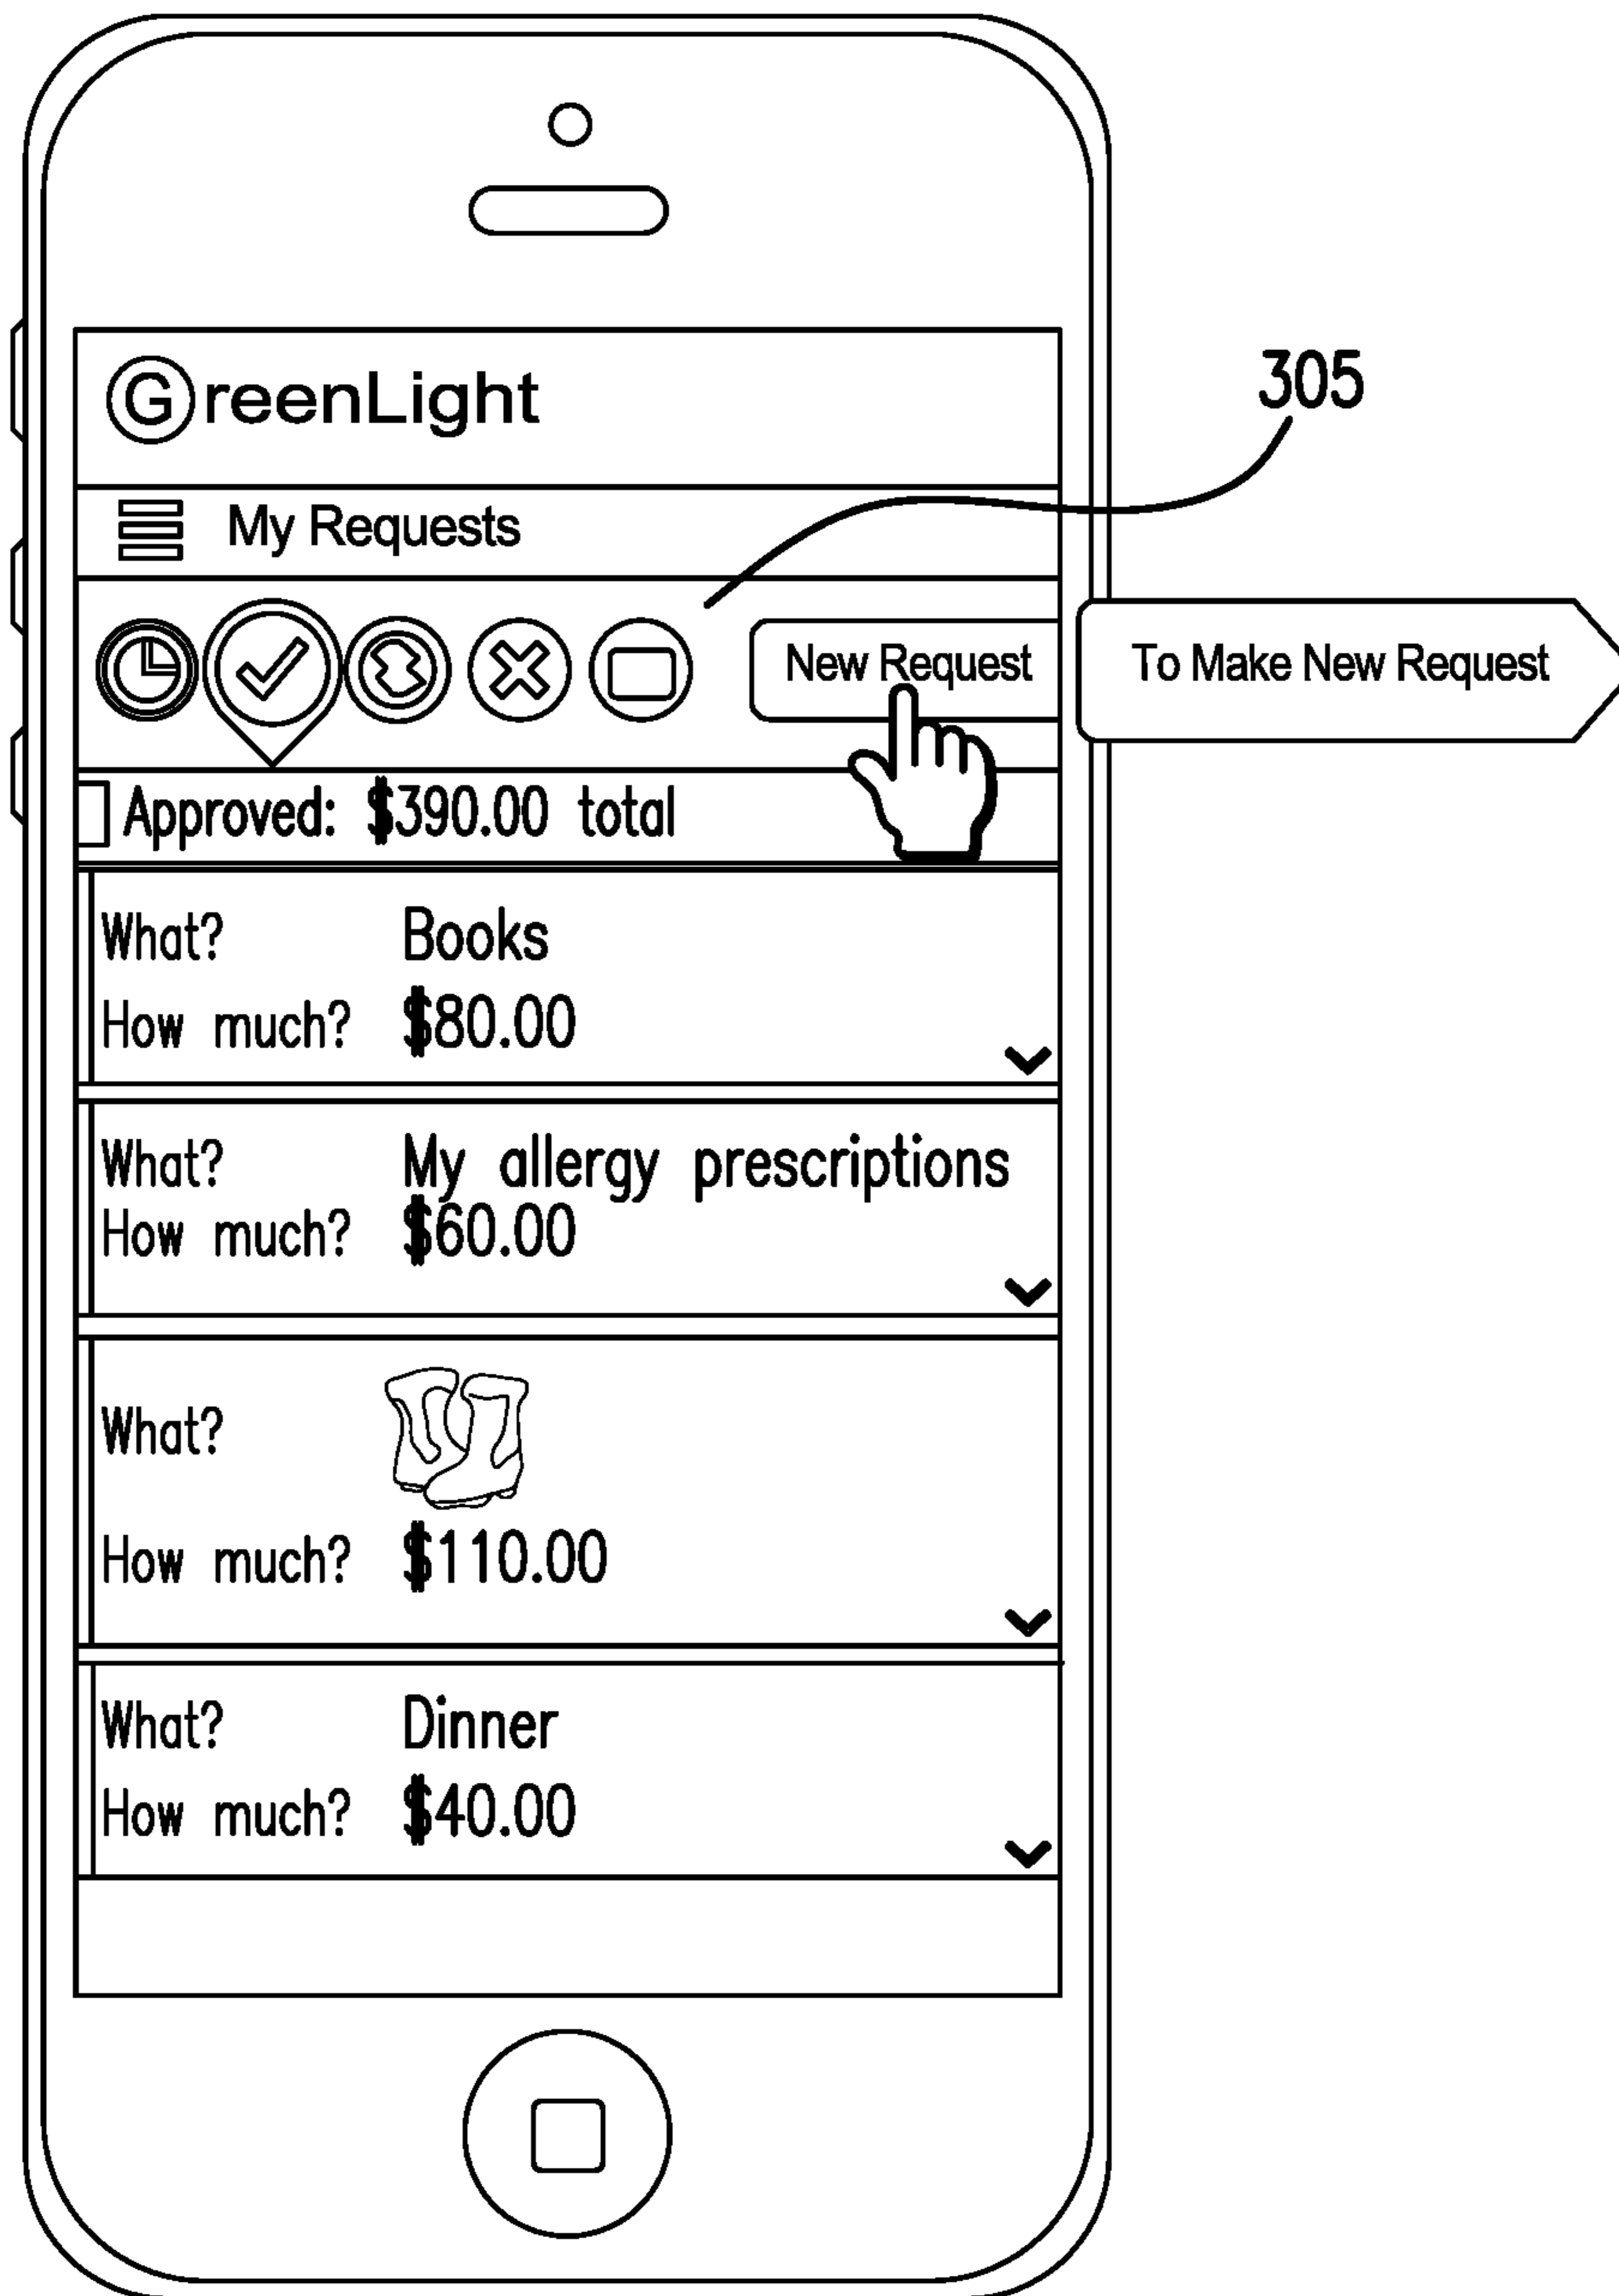 GreenLight
305
My Requests
New Request
To Make New Request
Approved: $390.00 total
What? Books
How much? $80.00
What? My allergy prescriptions
How much? $60.00
What?
How much? $110.00
What? Dinner
How much? $40.00